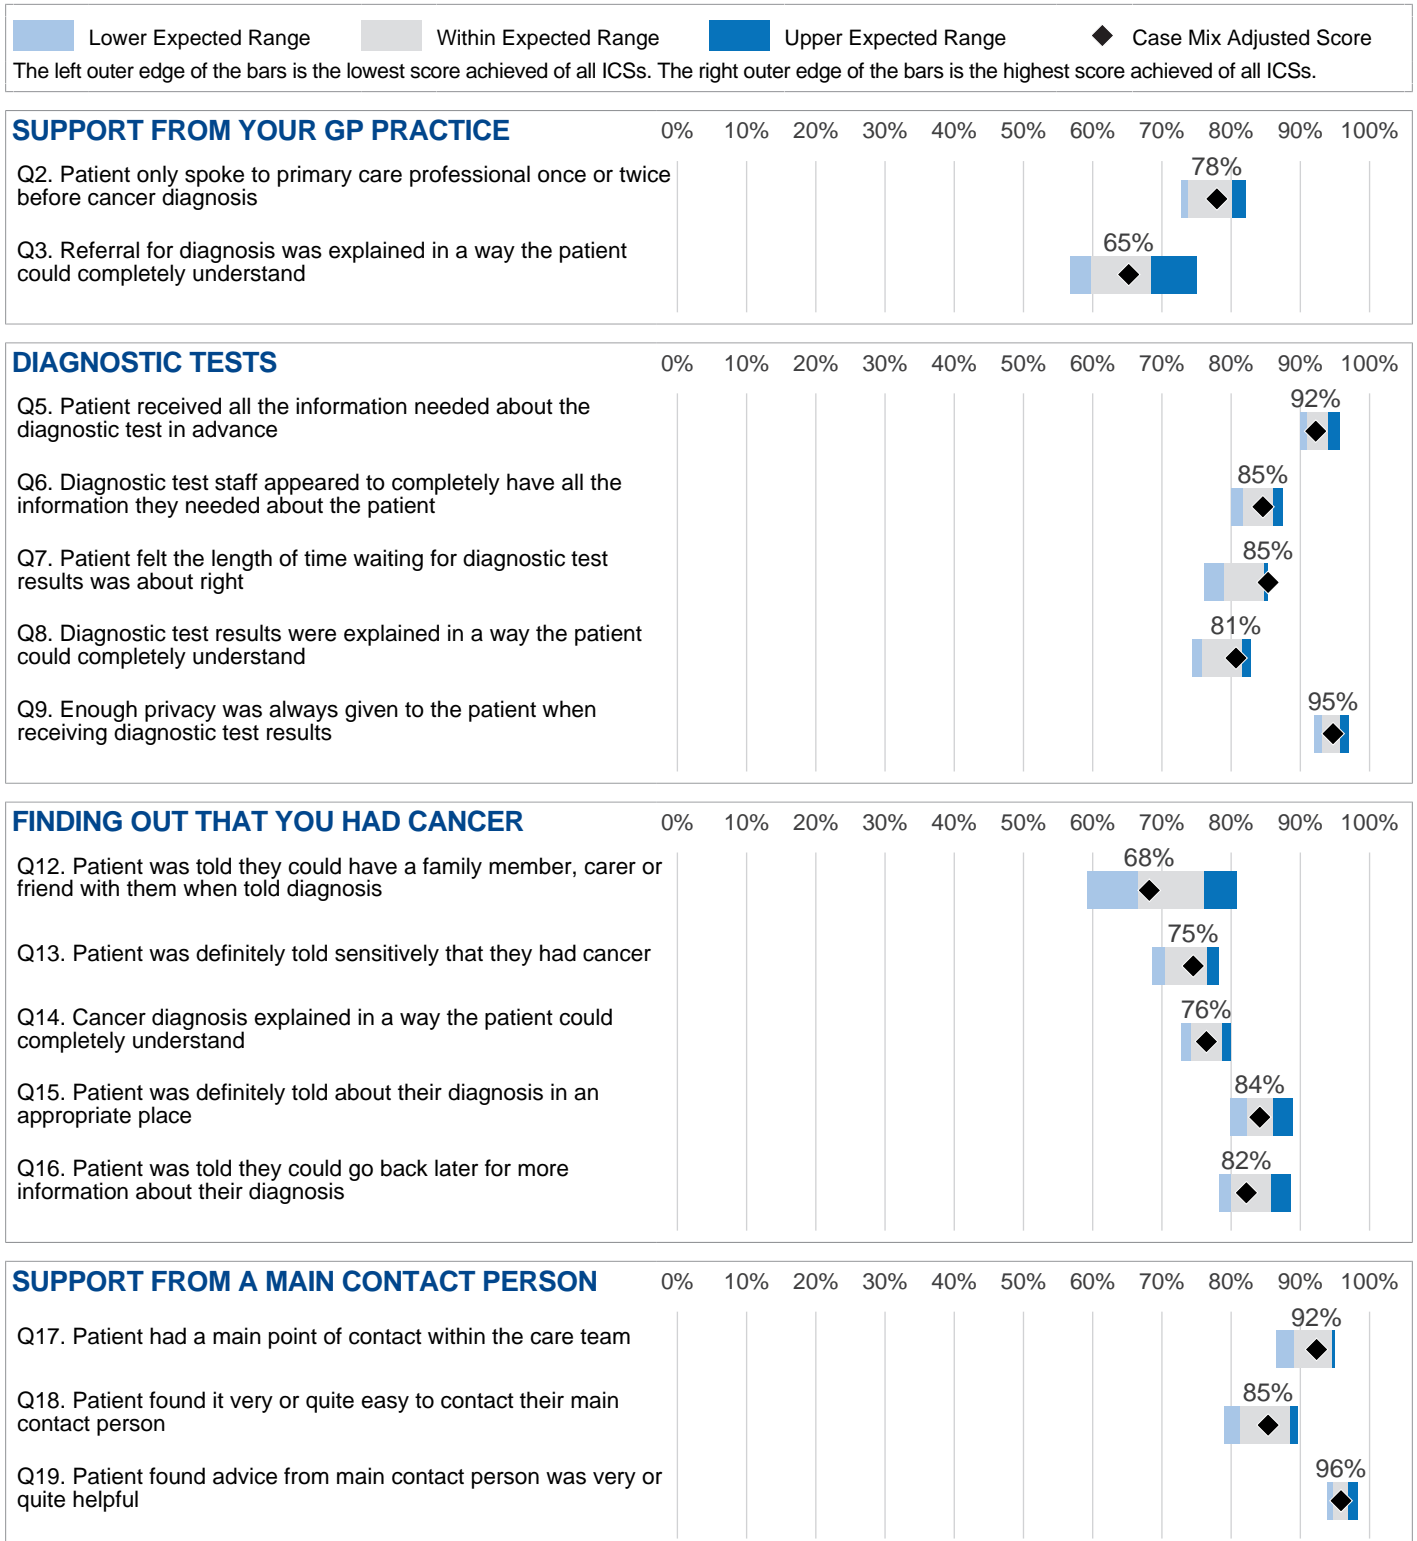 Lower Expected Range Within Expected Range Upper Expected Range Case Mix Adjusted Score
The left outer edge of the bars is the lowest score achieved of all ICSs. The right outer edge of the bars is the highest score achieved of all ICSs.
SUPPORT FROM YOUR GP PRACTICE 0% 10% 20% 30% 40% 50% 60% 70% 80% 90% 100%
Q2. Patient only spoke to primary care professional once or twice
before cancer diagnosis
78%
Q3. Referral for diagnosis was explained in a way the patient
could completely understand
65%
DIAGNOSTIC TESTS 0% 10% 20% 30% 40% 50% 60% 70% 80% 90% 100%
Q5. Patient received all the information needed about the
diagnostic test in advance
92%
Q6. Diagnostic test staff appeared to completely have all the
information they needed about the patient
85%
Q7. Patient felt the length of time waiting for diagnostic test
results was about right
85%
Q8. Diagnostic test results were explained in a way the patient
could completely understand
81%
Q9. Enough privacy was always given to the patient when
receiving diagnostic test results
95%
FINDING OUT THAT YOU HAD CANCER 0% 10% 20% 30% 40% 50% 60% 70% 80% 90% 100%
Q12. Patient was told they could have a family member, carer or
friend with them when told diagnosis
68%
Q13. Patient was definitely told sensitively that they had cancer
75%
Q14. Cancer diagnosis explained in a way the patient could
completely understand
76%
Q15. Patient was definitely told about their diagnosis in an
appropriate place
84%
Q16. Patient was told they could go back later for more
information about their diagnosis
82%
SUPPORT FROM A MAIN CONTACT PERSON 0% 10% 20% 30% 40% 50% 60% 70% 80% 90% 100%
Q17. Patient had a main point of contact within the care team
92%
Q18. Patient found it very or quite easy to contact their main
contact person
85%
Q19. Patient found advice from main contact person was very or
quite helpful
96%